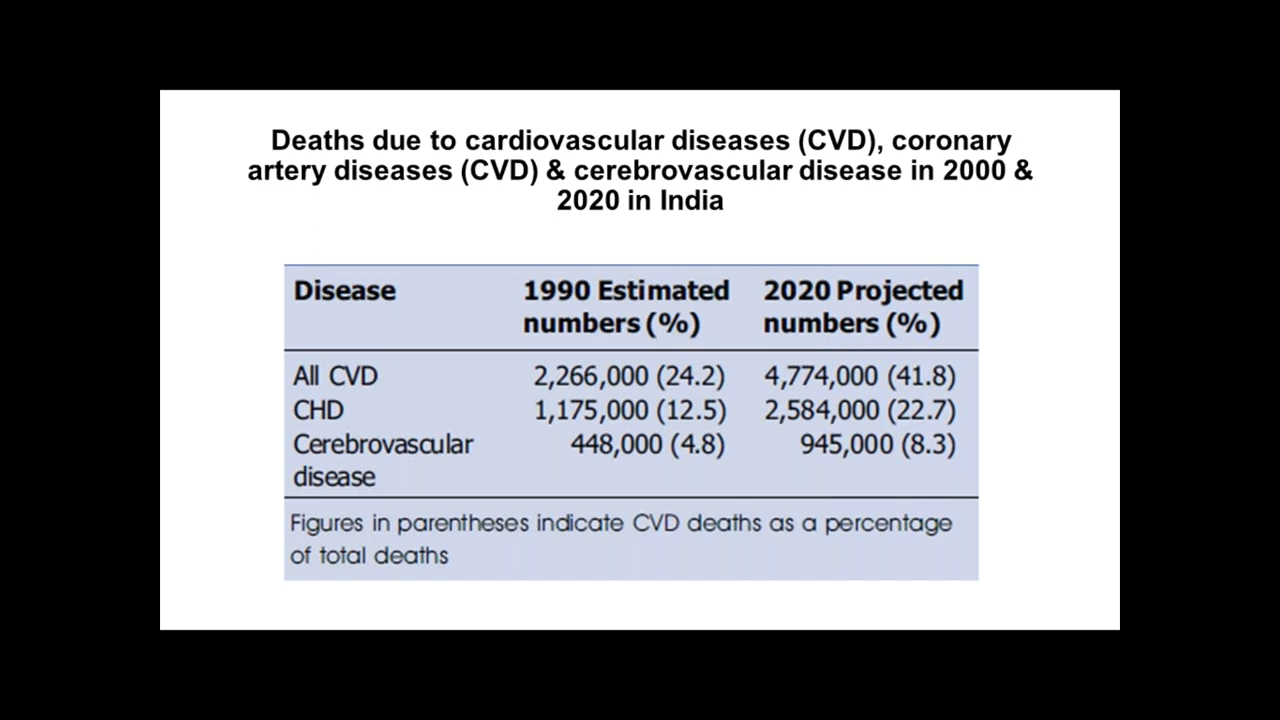 Deaths due to cardiovascular diseases (CVD), coronary
artery diseases (CVD) & cerebrovascular disease in 2000 &
2020 in India
Disease 1990 Estimated 2020 Projected
numbers (%) numbers (%)
All CVD 2,266,000 (24.2) 4,774,000 (41.8)
CHD 1,175,000 (12.5) 2,584,000 (22.7)
Cerebrovascular 448,000 (4.8) 945,000 (8.3)
disease
Figures in parentheses indicate CVD deaths as a percentage
of total deaths